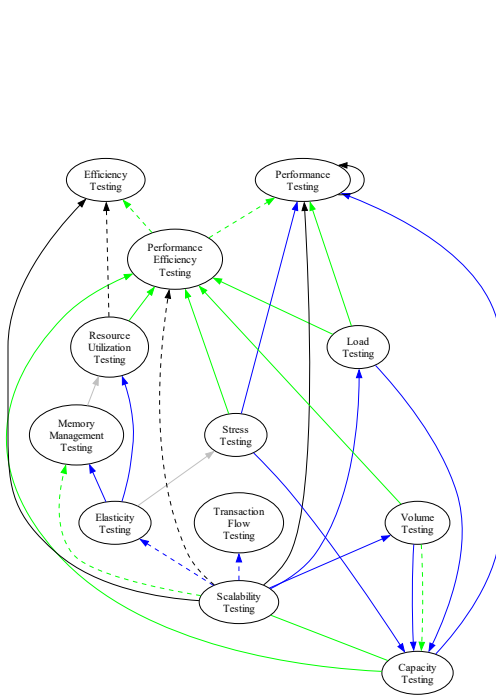 Efficiency
Testing
Performance
Testing
Performance
Efficiency
Testing
Resource
Utilization
Testing
Load
Testing
Memory
Management
Testing
Stress
Testing
Elasticity
Testing
Transaction
Flow
Testing
Volume
Testing
Scalability
Testing
Capacity
Testing